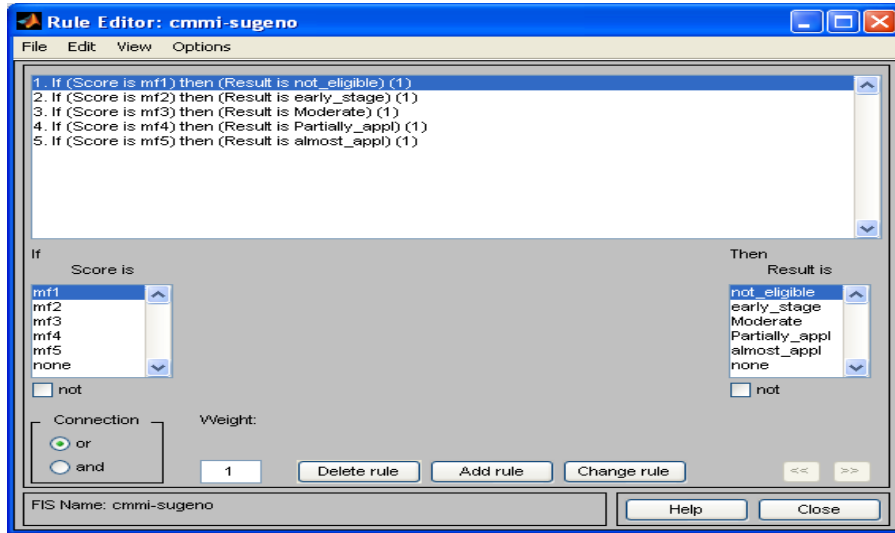 Rule Editor: cmmi-sugeno
File Edit View Options
1. If (Score is mf1) then (Result is not_eligible) (1)
2. If (Score is mf2) then (Result is early_stage) (1)
3. If (Score is mf3) then (Result is Moderate) (1)
4. If (Score is mf4) then (Result is Partially_appl) (1)
5. If (Score is mf5) then (Result is almost_appl) (1)
If
Score is
mf1
mf2
mf3
mf4
mf5
none
not
Then
Result is
not_eligible
early_stage
Moderate
Partially_appl
almost_appl
none
not
Connection
or
and
Weight:
1
Delete rule
Add rule
Change rule
<<
>>
FIS Name: cmmi-sugeno
Help
Close